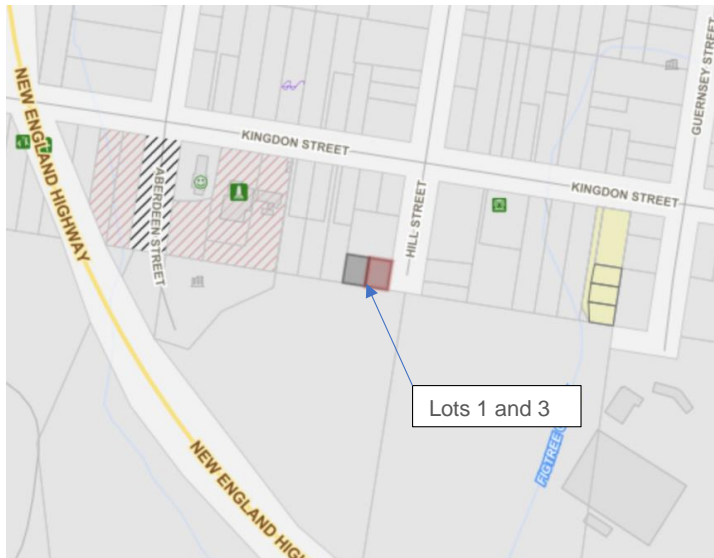 GUERNSEY STREET
NEW ENGLAND HIGHWAY
KINGDON STREET
KINGDON STREET
ABERDEEN STREET
HILL STREET
Lots 1 and 3
FIGTREE
NEW ENGLAND